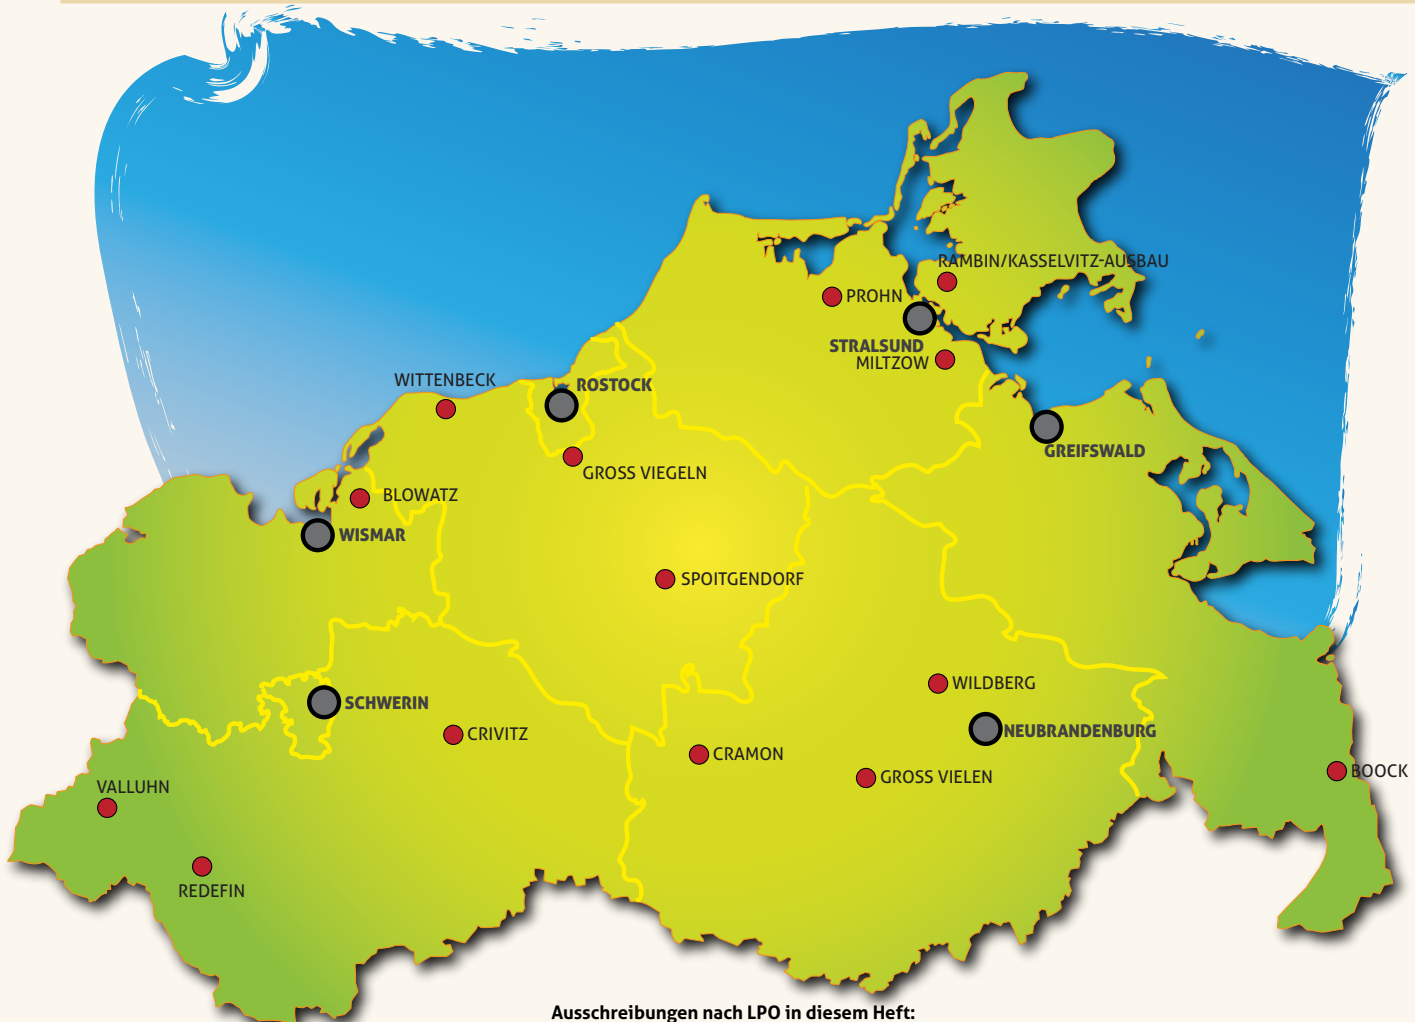 RAMBIN/KASSELVITZ-AUSBAU
PROHN
STRALSUND
MILTZOW
WITTENBECK
ROSTOCK
GREIFSWALD
GROSS VIEGELN
BLOWATZ
WISMAR
SPOITGENDORF
WILDBERG
SCHWERIN
NEUBRANDENBURG
CRIVITZ
CRAMON
GROSS VIELEN
BOOCK
VALLUHN
REDEFIN
Ausschreibungen nach LPO in diesem Heft: